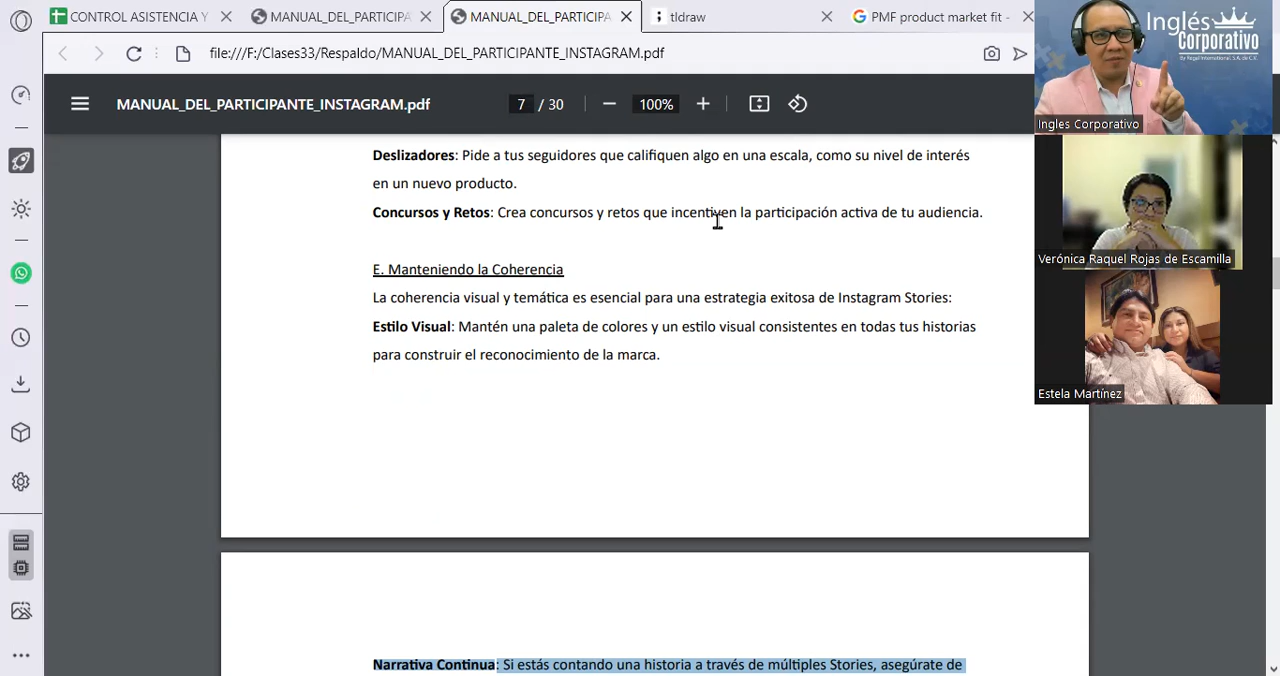 CONTROL ASISTENCIA Y
MANUAL_DEL_PARTICIPA
MANUAL_DEL_PARTICIPA
tldraw
PMF product market fit -
file:///F:/Clases33/Respaldo/MANUAL_DEL_PARTICIPANTE_INSTAGRAM.pdf
MANUAL_DEL_PARTICIPANTE_INSTAGRAM.pdf
7 / 30
100%
Deslizadores: Pide a tus seguidores que califiquen algo en una escala, como su nivel de interés
en un nuevo producto.
Concursos y Retos: Crea concursos y retos que incentiven la participación activa de tu audiencia.
E. Manteniendo la Coherencia
La coherencia visual y temática es esencial para una estrategia exitosa de Instagram Stories:
Estilo Visual: Mantén una paleta de colores y un estilo visual consistentes en todas tus historias
para construir el reconocimiento de la marca.
Narrativa Continua: Si estás contando una historia a través de múltiples Stories, asegúrate de
Inglés
Corporativo
By Regal International, S.A. de C.V.
Ingles Corporativo
Verónica Raquel Rojas de Escamilla
Estela Martínez